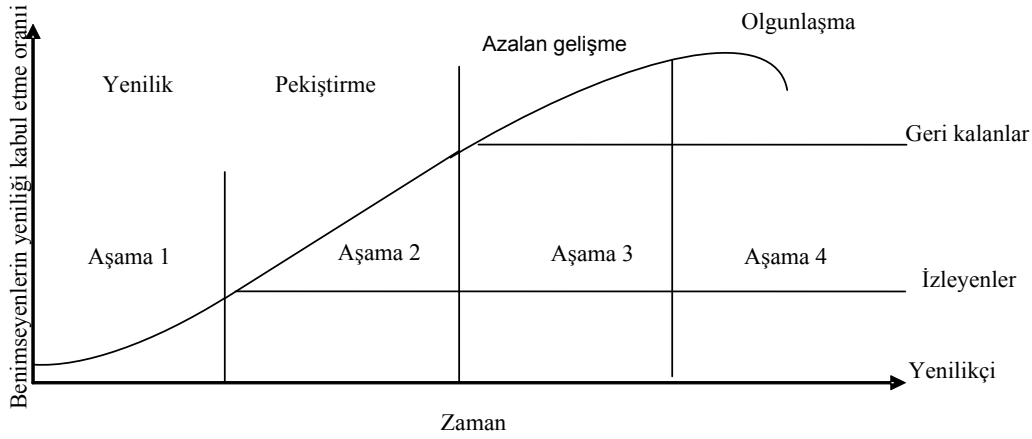 Olgunlaşma
Azalan gelişme
Yenilik
Pekiştirme
Benimseyenlerin yeniliği kabul etme oranıı
Geri kalanlar
Aşama 1
Aşama 2
Aşama 3
Aşama 4
İzleyenler
Yenilikçi
Zaman